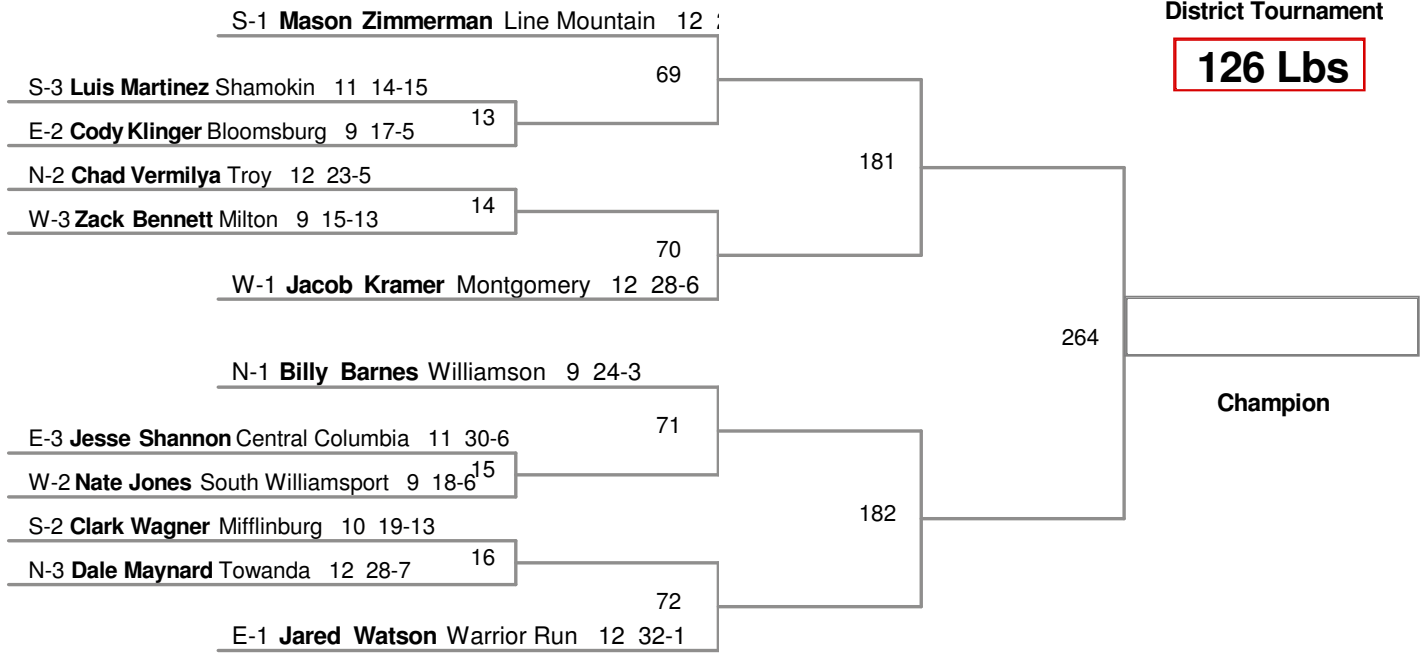 District Tournament
126 Lbs
S-1 Mason Zimmerman Line Mountain 12
69
S-3 Luis Martinez Shamokin 11 14-15
13
E-2 Cody Klinger Bloomsburg 9 17-5
181
N-2 Chad Vermilya Troy 12 23-5
14
W-3 Zack Bennett Milton 9 15-13
70
W-1 Jacob Kramer Montgomery 12 28-6
264
N-1 Billy Barnes Williamson 9 24-3
Champion
71
E-3 Jesse Shannon Central Columbia 11 30-6
15
W-2 Nate Jones South Williamsport 9 18-6
182
S-2 Clark Wagner Mifflinburg 10 19-13
16
N-3 Dale Maynard Towanda 12 28-7
72
E-1 Jared Watson Warrior Run 12 32-1